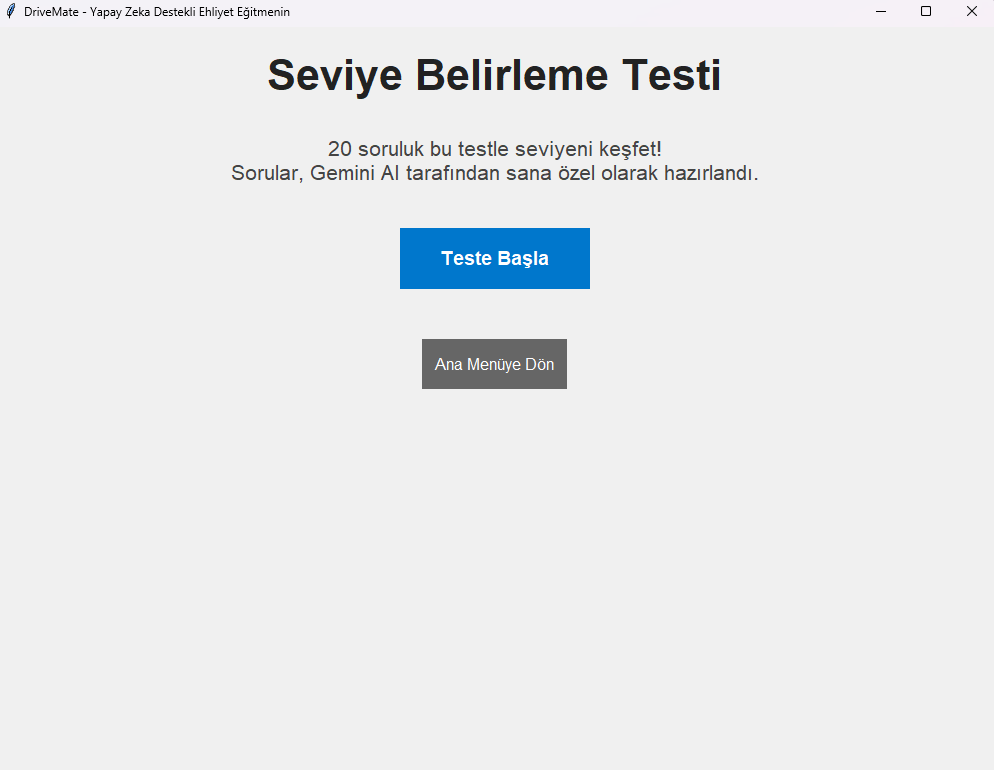 DriveMate - Yapay Zeka Destekli Ehliyet Eğitmenin
Seviye Belirleme Testi
20 soruluk bu testle seviyeni keşfet!
Sorular, Gemini AI tarafından sana özel olarak hazırlandı.
Teste Başla
Ana Menüye Dön